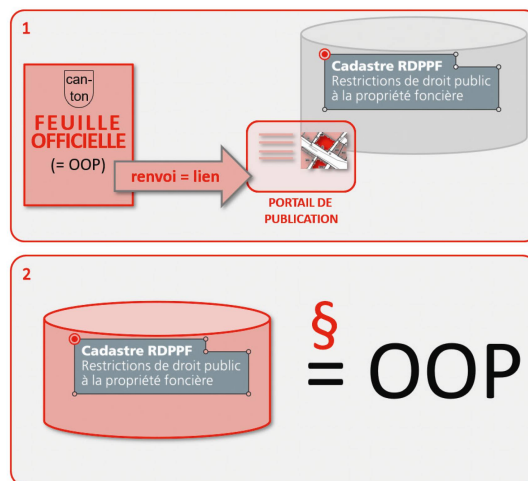 1
can-
ton
FEUILLE
OFFICIELLE
(= OOP)
renvoi = lien
Cadastre RDPPF
Restrictions de droit public
à la propriété foncière
PORTAIL DE
PUBLICATION
2
Cadastre RDPPF
Restrictions de droit public
à la propriété foncière
§
= OOP